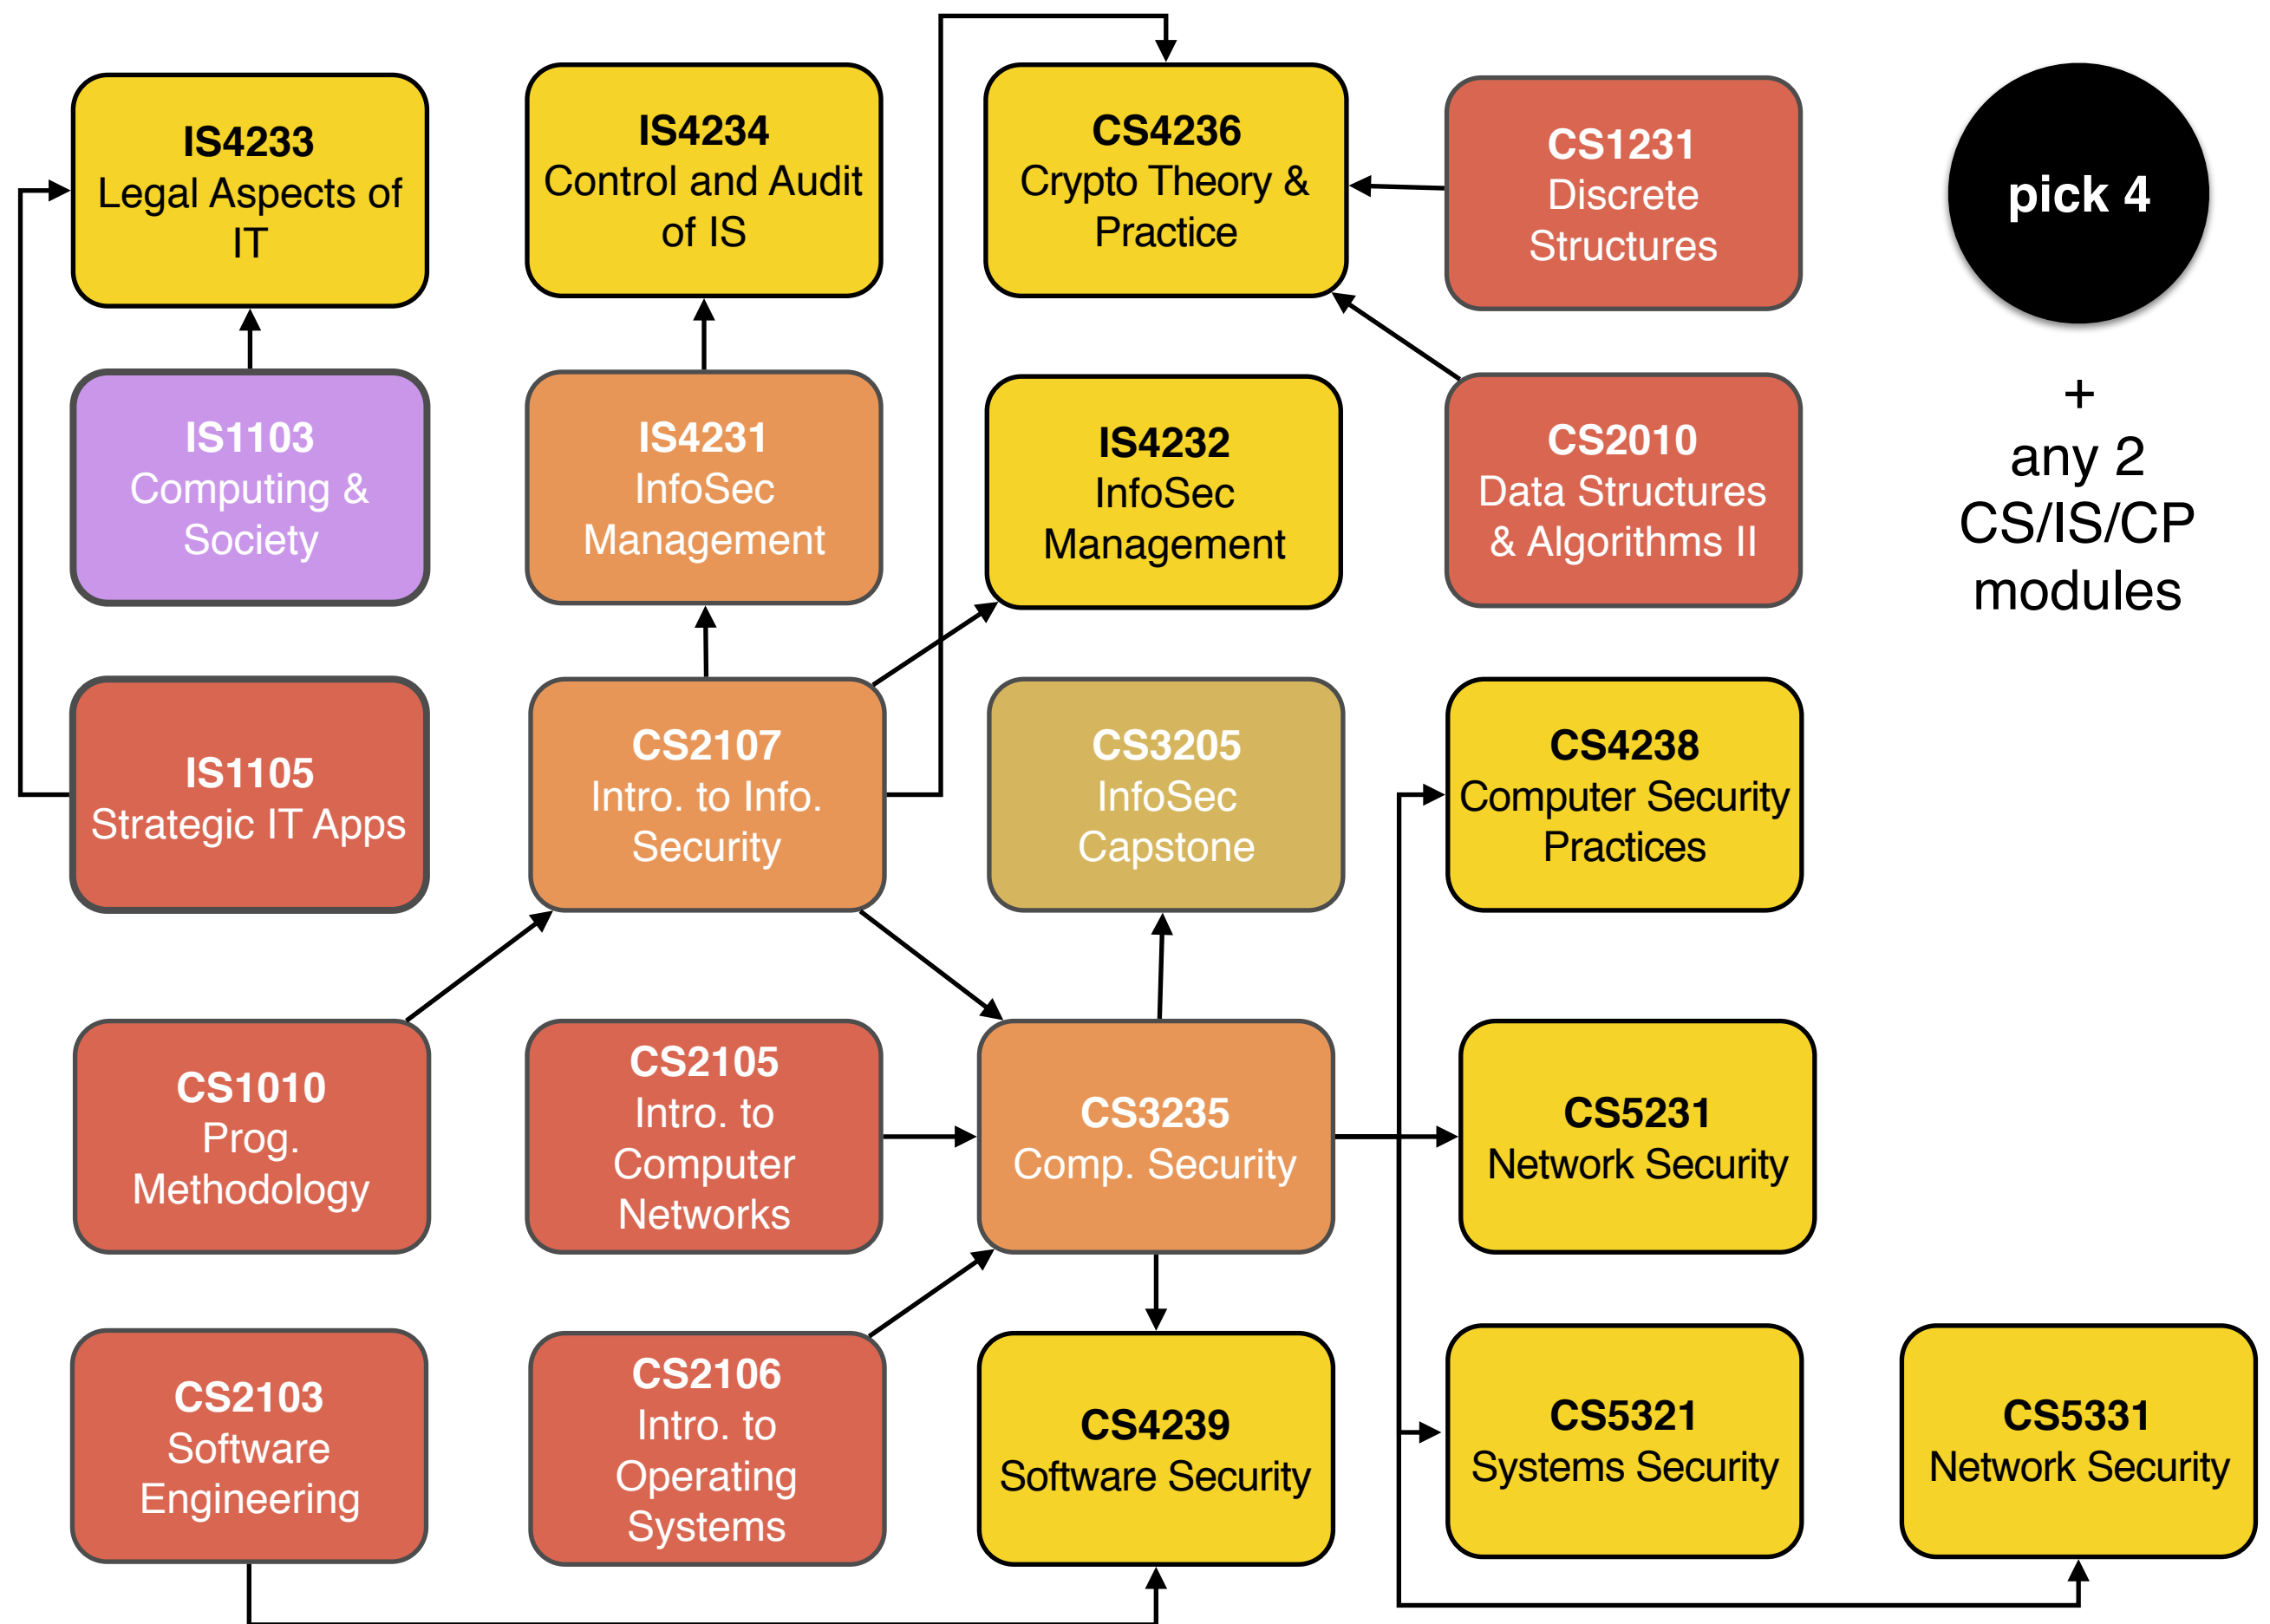 IS4233
Legal Aspects of
IT
IS4234
Control and Audit
of IS
CS4236
Crypto Theory &
Practice
CS1231
Discrete
Structures
pick 4
IS1103
Computing &
Society
IS4231
InfoSec
Management
IS4232
InfoSec
Management
CS2010
Data Structures
& Algorithms II
+
any 2
CS/IS/CP
modules
IS1105
Strategic IT Apps
CS2107
Intro. to Info.
Security
CS3205
InfoSec
Capstone
CS4238
Computer Security
Practices
CS1010
Prog.
Methodology
CS2105
Intro. to
Computer
Networks
CS3235
Comp. Security
CS5231
Network Security
CS2103
Software
Engineering
CS2106
Intro. to
Operating
Systems
CS4239
Software Security
CS5321
Systems Security
CS5331
Network Security